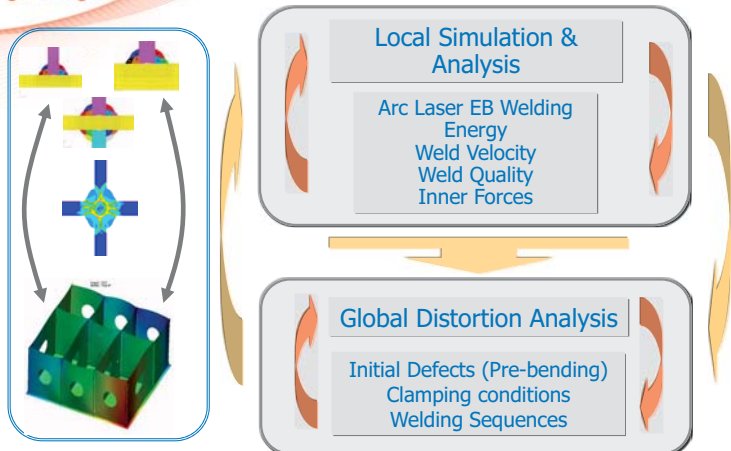 Local Simulation &
Analysis
Arc Laser EB Welding
Energy
Weld Velocity
Weld Quality
Inner Forces
Global Distortion Analysis
Initial Defects (Pre-bending)
Clamping conditions
Welding Sequences